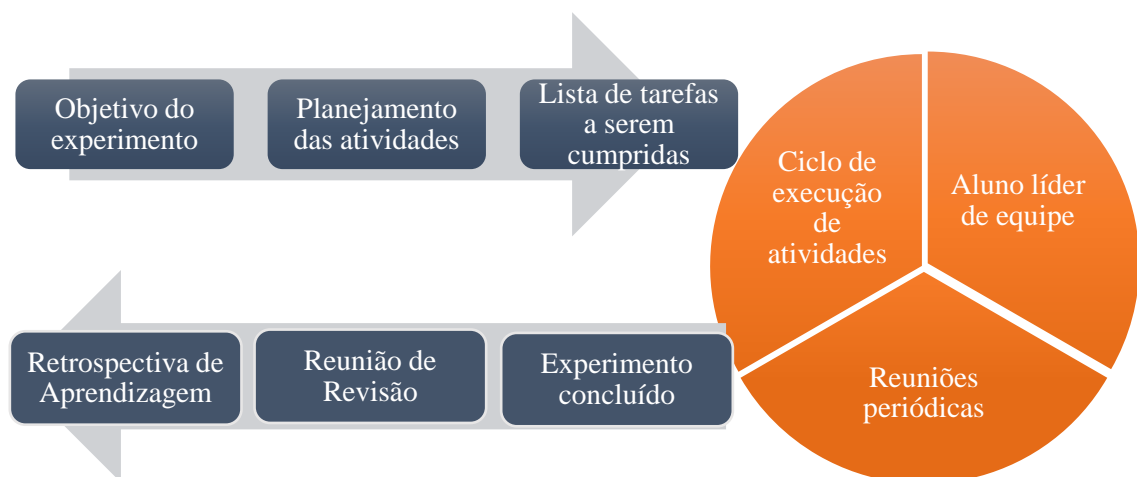 Objetivo do
experimento
Planejamento
das atividades
Lista de tarefas
a serem
cumpridas
Ciclo de
execução
de
atividades
Aluno líder
de equipe
Reuniões
periódicas
Experimento
concluído
Reunião de
Revisão
Retrospectiva de
Aprendizagem